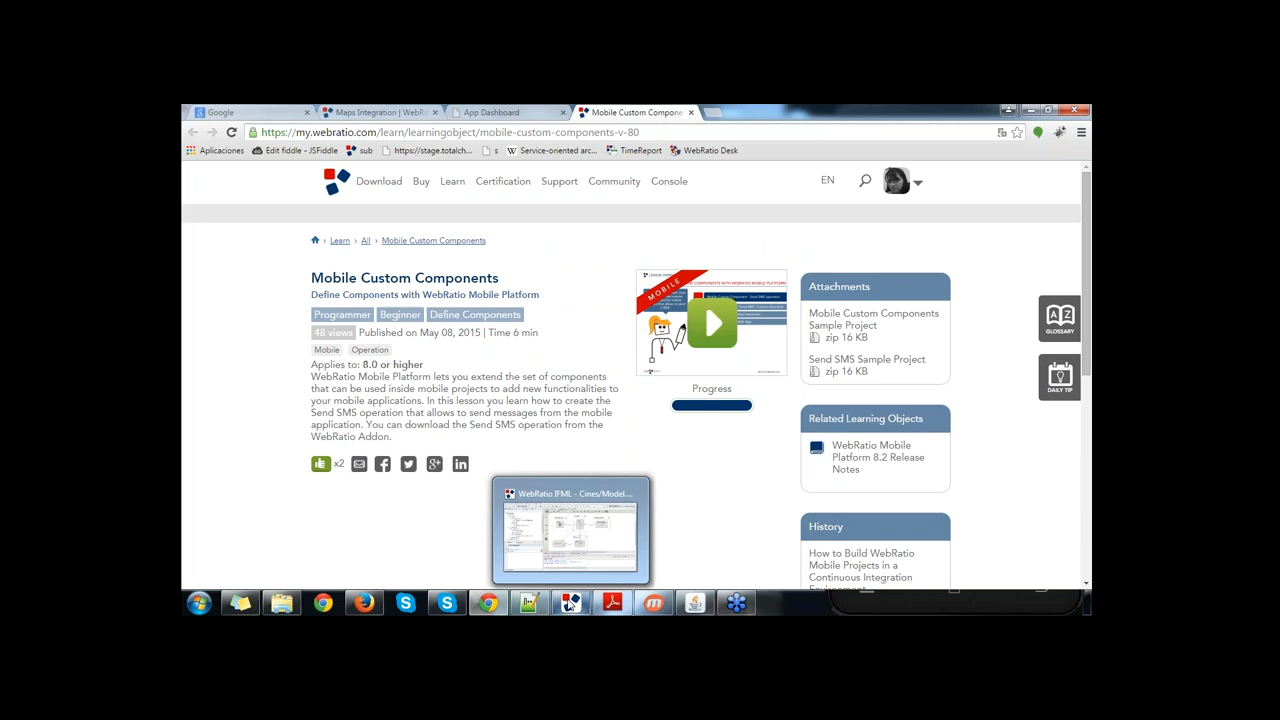 Google
Maps Integration | WebR
App Dashboard
Mobile Custom Compone
https://my.webratio.com/learn/learningobject/mobile-custom-components-v-80
Aplicaciones
Edit fiddle - JSFiddle
sub
https://stage.totalch...
s
Service-oriented arc...
TimeReport
WebRatio Desk
Download
Buy
Learn
Certification
Support
Community
Console
EN
Learn › All › Mobile Custom Components
Mobile Custom Components
Define Components with WebRatio Mobile Platform
Programmer Beginner Define Components
48 views Published on May 08, 2015 | Time 6 min
Mobile Operation
Applies to: 8.0 or higher
WebRatio Mobile Platform lets you extend the set of components
that can be used inside mobile projects to add new functionalities to
your mobile applications. In this lesson you learn how to create the
Send SMS operation that allows to send messages from the mobile
application. You can download the Send SMS operation from the
WebRatio Addon.
x2
MOBILE
COMPONENTS WITH WEBRATIO MOBILE PLATFORM
Progress
Attachments
Mobile Custom Components
Sample Project
zip 16 KB
Send SMS Sample Project
zip 16 KB
Related Learning Objects
WebRatio Mobile
Platform 8.2 Release
Notes
History
How to Build WebRatio
Mobile Projects in a
Continuous Integration
Environment
GLOSSARY
DAILY TIP
WebRatio IFML - Cines/Model....